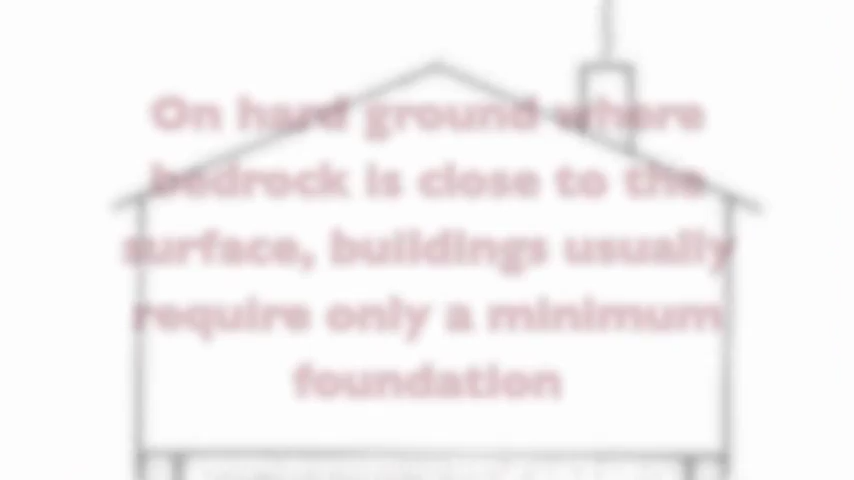 On hard ground where
bedrock is close to the
surface, buildings usually
require only a minimum
foundation